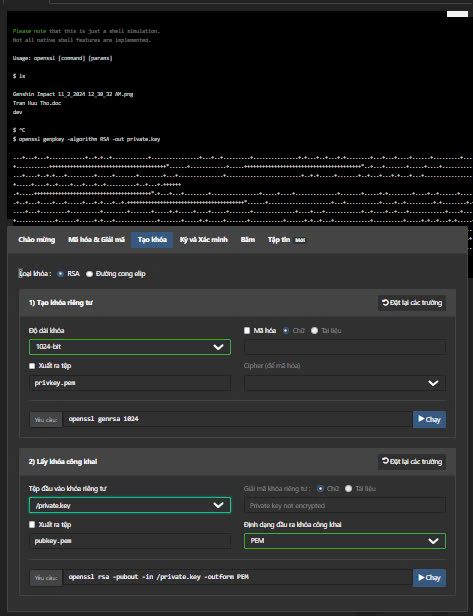 Please note that this is just a shell simulation.
Not all native shell features are implemented.
Usage: openssl [command] [params]
$ ls
Genshin Impact 11_2_2024 12_30_32 AM.png
Tran Huu Tho.doc
dev
$ ^C
$ openssl genpkey -algorithm RSA -out private.key
Chào mừng Mã hóa & Giải mã Tạo khóa Ký và Xác minh Băm Tập tin Mới
Loại khóa : RSA Đường cong elip
1) Tạo khóa riêng tư Đặt lại các trường
Độ dài khóa Mã hóa Chữ Tài liệu
1024-bit
Xuất ra tệp Cipher (để mã hóa)
privkey.pem
Yêu cầu: openssl genrsa 1024 Chạy
2) Lấy khóa công khai Đặt lại các trường
Tệp đầu vào khóa riêng tư Giải mã khóa riêng tư : Chữ Tài liệu
/private.key Private key not encrypted
Xuất ra tệp Định dạng đầu ra khóa công khai
pubkey.pem PEM
Yêu cầu: openssl rsa -pubout -in /private.key -outform PEM Chạy